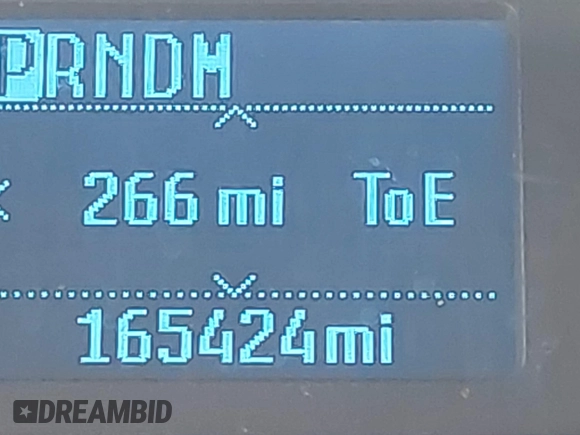 PRNDM
266 mi ToE
165424mi
DREAMBID